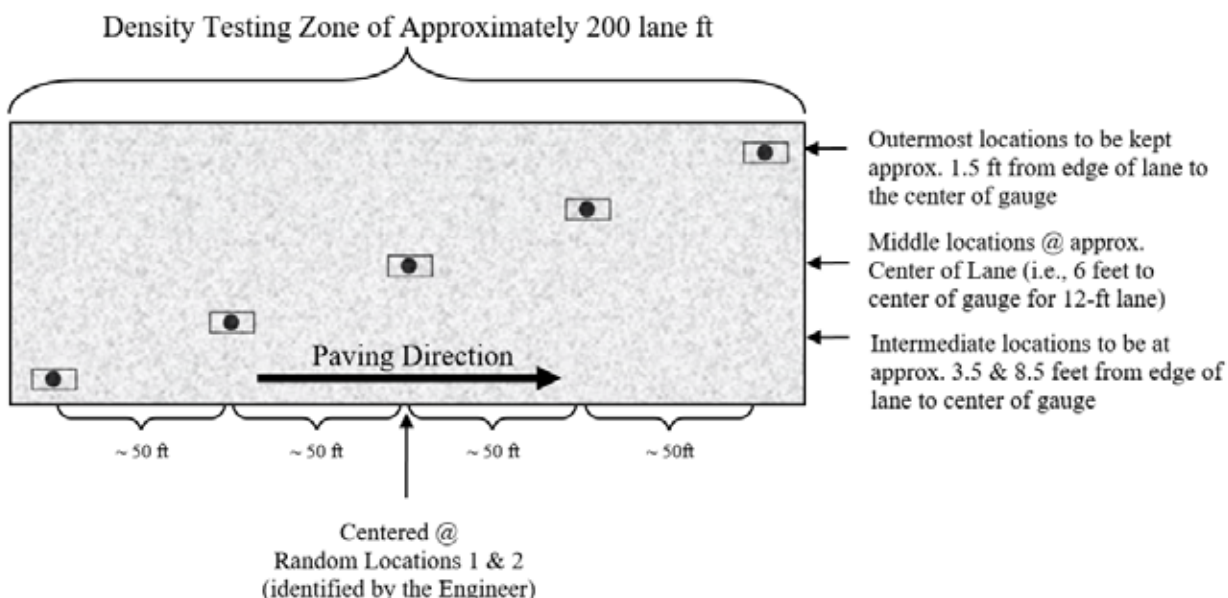 Density Testing Zone of Approximately 200 lane ft
Outermost locations to be kept
approx. 1.5 ft from edge of lane to
the center of gauge
Middle locations @ approx.
Center of Lane (i.e., 6 feet to
center of gauge for 12-ft lane)
Intermediate locations to be at
approx. 3.5 & 8.5 feet from edge of
lane to center of gauge
Paving Direction
~ 50 ft
~ 50 ft
~ 50 ft
~ 50ft
Centered @
Random Locations 1 & 2
(identified by the Engineer)